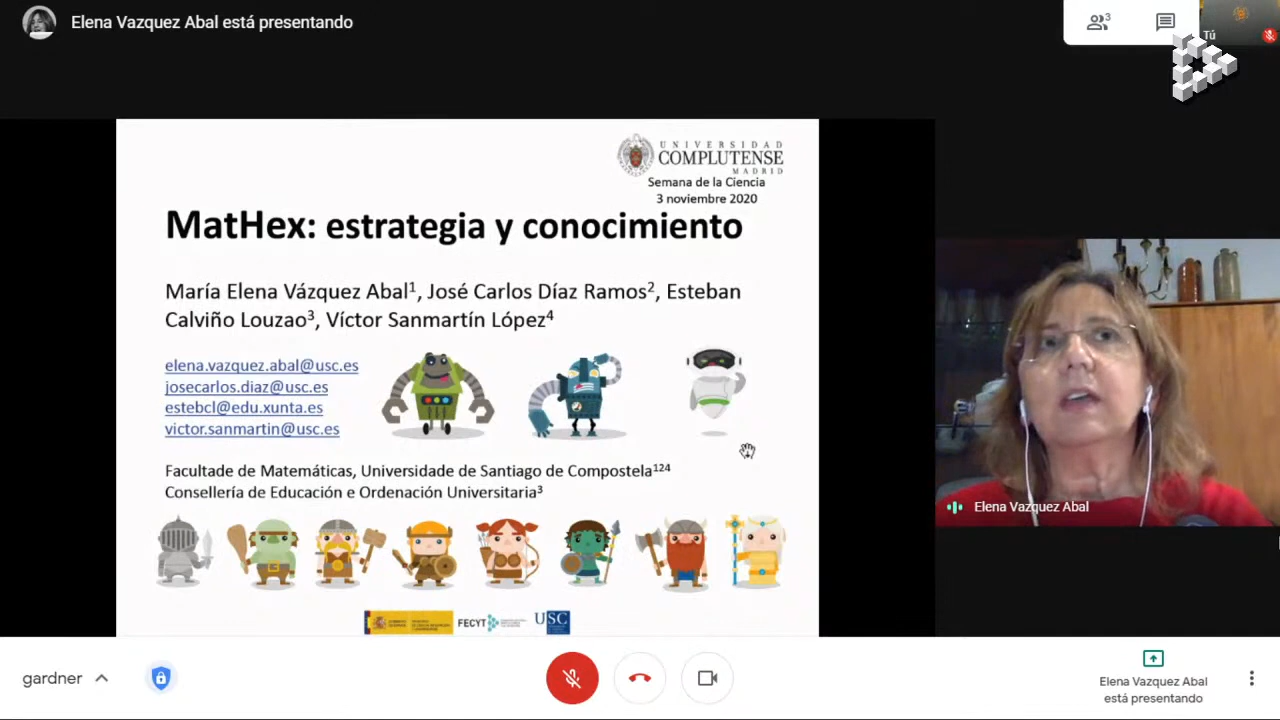 Elena Vazquez Abal está presentando
3
Tú
UNIVERSIDAD
COMPLUTENSE
MADRID
Semana de la Ciencia
3 noviembre 2020
MatHex: estrategia y conocimiento
María Elena Vázquez Abal1, José Carlos Díaz Ramos2, Esteban
Calviño Louzao3, Víctor Sanmartín López4
elena.vazquez.abal@usc.es
josecarlos.diaz@usc.es
estebcl@edu.xunta.es
victor.sanmartin@usc.es
Facultade de Matemáticas, Universidade de Santiago de Compostela124
Consellería de Educación e Ordenación Universitaria3
Elena Vazquez Abal
FECYT
USC
gardner
Elena Vazquez Abal
está presentando